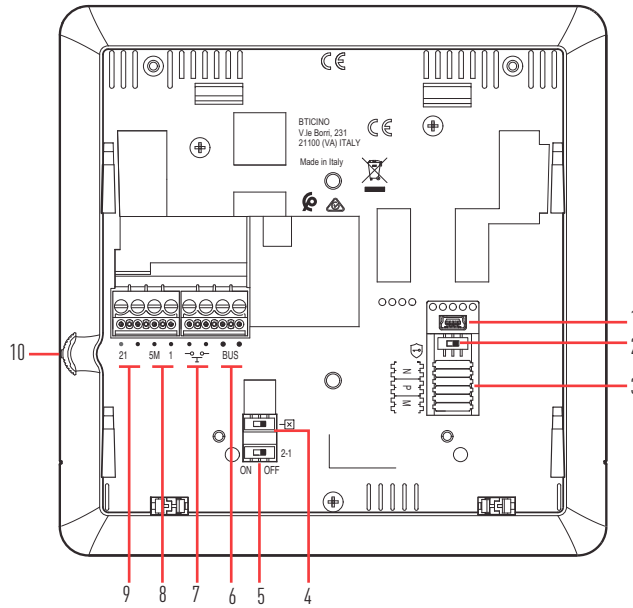 CE
BTICINO
V.le Borri, 231
21100 (VA) ITALY
CE
Made in Italy
1
2
3
N
P
M
10
21
5M
1
BUS
2-1
ON
OFF
9
8
7
6
5
4